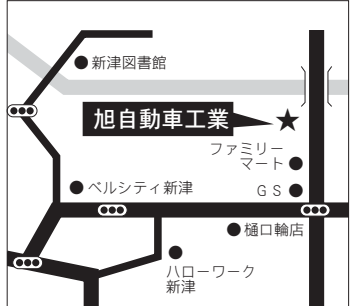 新津図書館
旭自動車工業
ファミリー
マート
GS
ベルシティ新津
樋口輪店
ハローワーク
新津